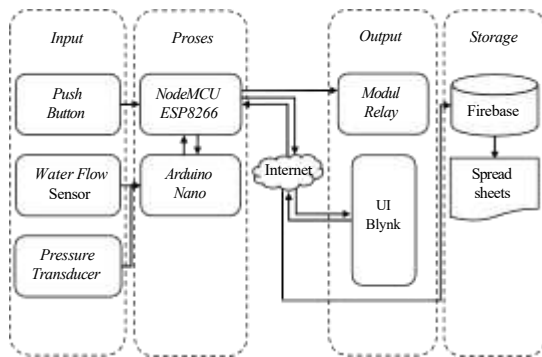 Input
Proses
Output
Storage
Push
Button
NodeMCU
ESP8266
Modul
Relay
Firebase
Water Flow
Sensor
Arduino
Nano
Internet
UI
Blynk
Spread
sheets
Pressure
Transducer